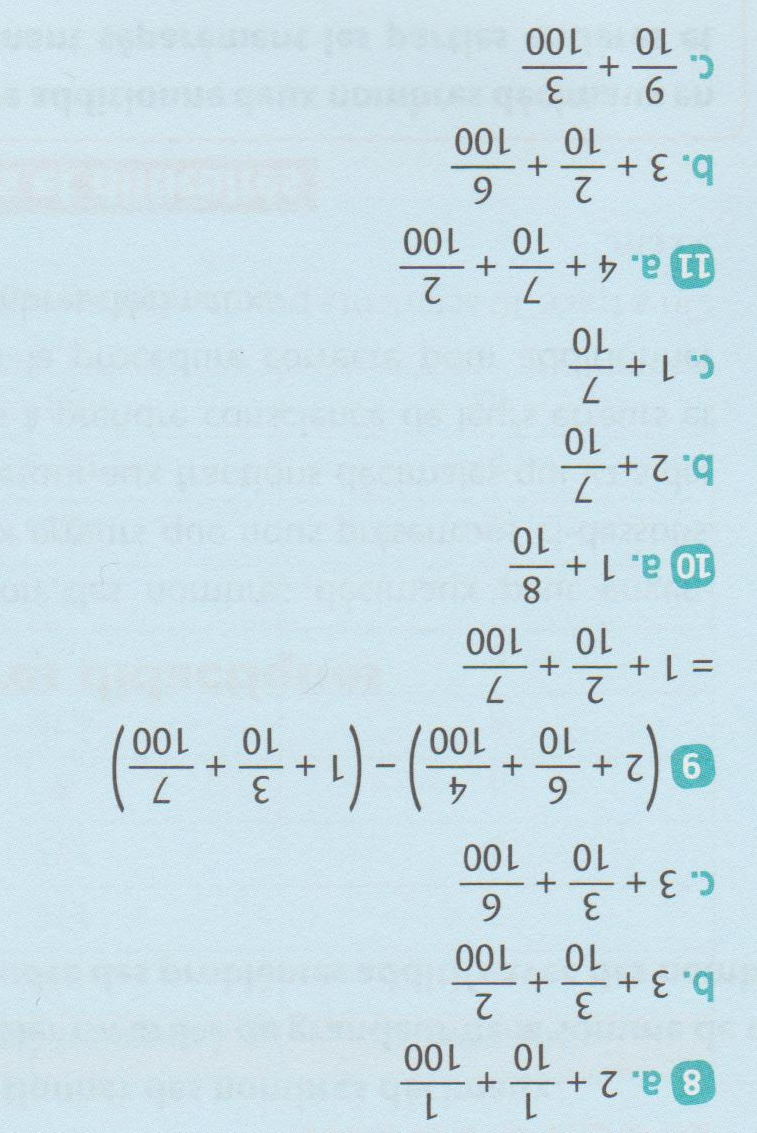 8 a. 2 + 1/10 + 1/100
b. 3 + 3/10 + 2/100
c. 3 + 3/10 + 6/100
9 (2 + 6/10 + 4/100) − (1 + 3/10 + 7/100)
= 1 + 2/10 + 7/100
10 a. 1 + 8/10
b. 2 + 7/10
c. 1 + 7/10
11 a. 4 + 7/10 + 2/100
b. 3 + 2/10 + 6/100
c. 9/10 + 3/100